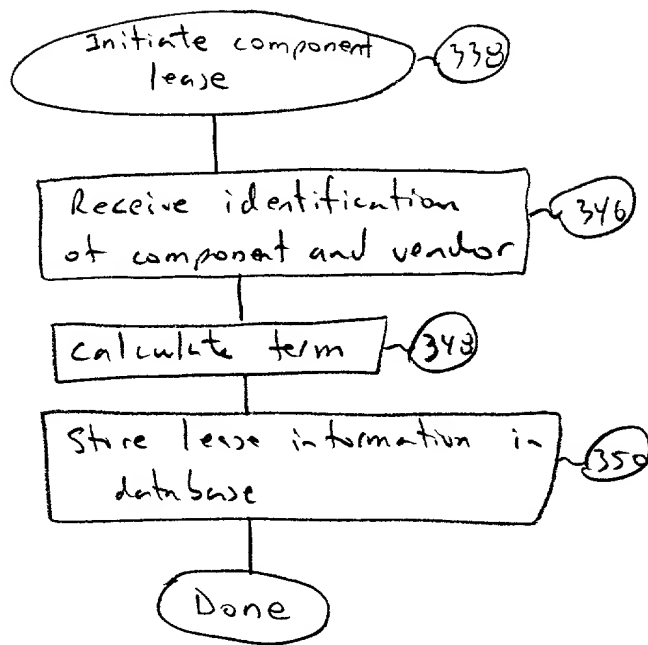 Initiate component
lease
338
Receive identification
of component and vendor
346
Calculate term
348
Store lease information in
database
350
Done